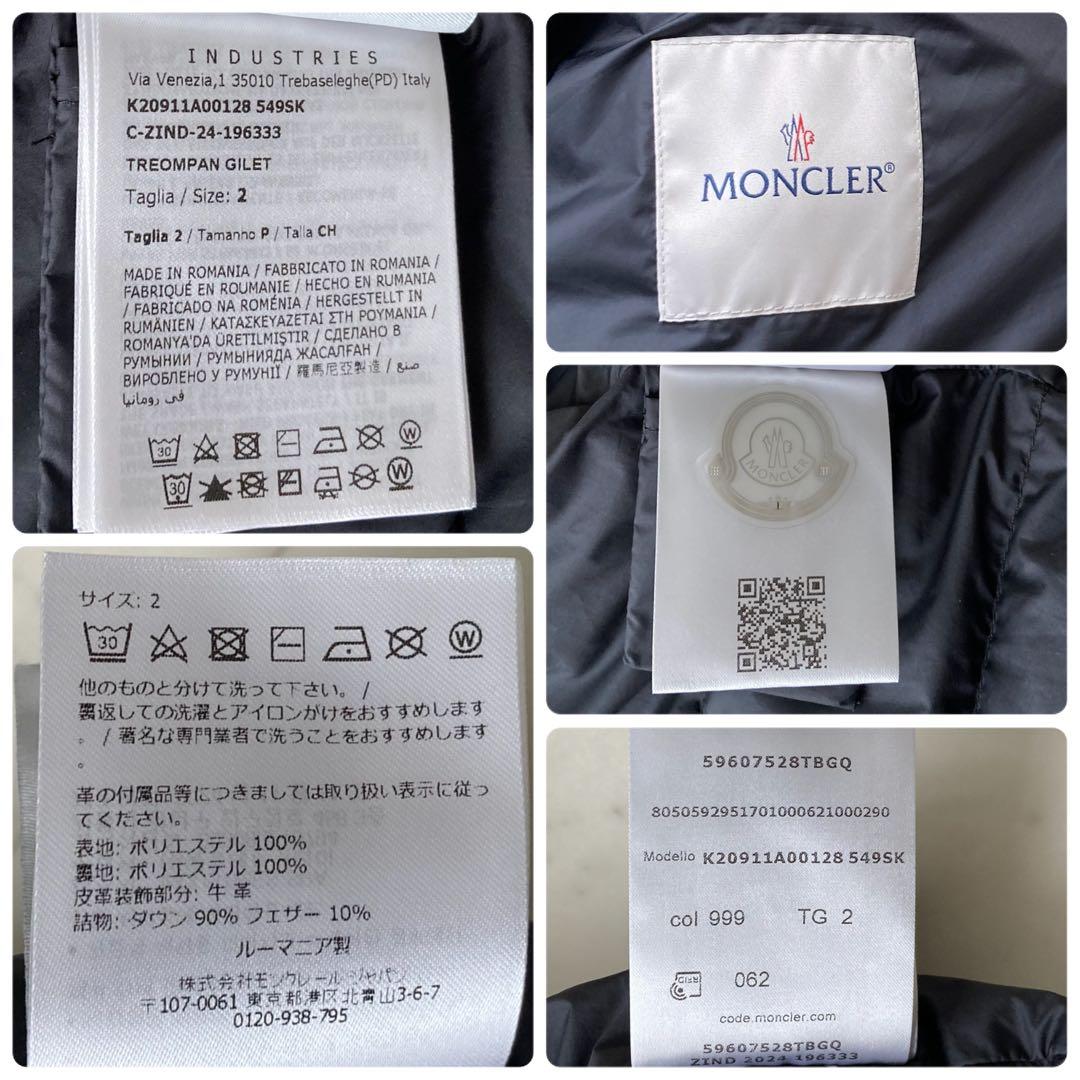 INDUSTRIES
Via Venezia,1 35010 Trebaseleghe(PD) Italy
K20911A00128 549SK
C-ZIND-24-196333
TREOMPAN GILET
Taglia / Size: 2
Taglia 2 / Tamanho P / Talla CH
MADE IN ROMANIA / FABBRICATO IN ROMANIA /
FABRIQUÉ EN ROUMANIE / HECHO EN RUMANIA
/ FABRICADO NA ROMÉNIA / HERGESTELLT IN
RUMÄNIEN / ΚΑΤΑΣΚΕΥΑΖΕΤΑΙ ΣΤΗ ΡΟΥΜΑΝΙΑ /
ROMANYA'DA ÜRETILMIŞTIR / СДЕЛАНО В
РУМЫНИИ / РУМЫНИЯДА ЖАСАЛҒАН /
ВИРОБЛЕНО У РУМУНІЇ / 羅馬尼亞製造 / صنع
في رومانيا
30
W
30
W
MONCLER®
MONCLER
サイズ: 2
30
W
他のものと分けて洗って下さい。 /
裏返しての洗濯とアイロンがけをおすすめします
。 / 著名な専門業者で洗うことをおすすめします
。
革の付属品等につきましては取り扱い表示に従っ
てください。
表地: ポリエステル 100%
裏地: ポリエステル 100%
皮革装飾部分: 牛 革
詰物: ダウン 90% フェザー 10%
ルーマニア製
株式会社モンクレール ジャパン
〒107-0061 東京都港区北青山3-6-7
0120-938-795
59607528TBGQ
8050592951701000621000290
Modello K20911A00128 549SK
col 999 TG 2
RFID 062
code.moncler.com
59607528TBGQ
ZIND 2024 196333